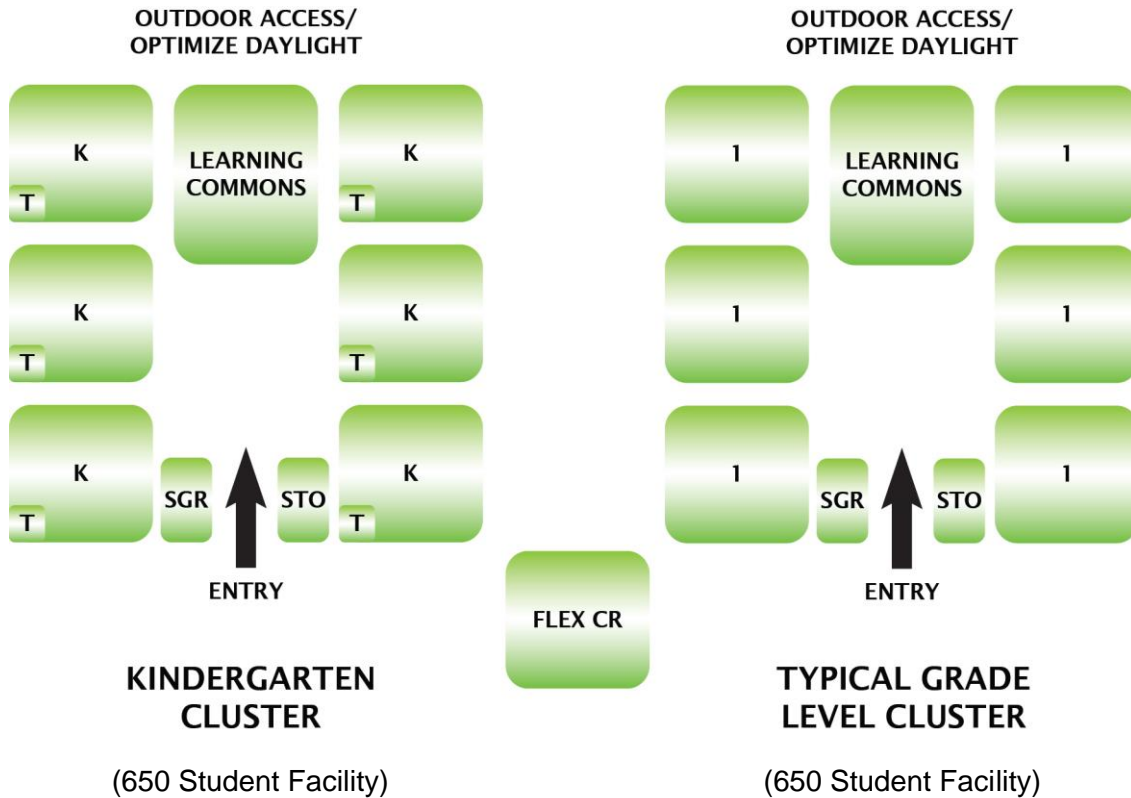 OUTDOOR ACCESS/
OPTIMIZE DAYLIGHT
K
LEARNING
COMMONS
K
T
T
K
K
T
T
K
SGR
STO
K
T
T
ENTRY
KINDERGARTEN
CLUSTER
(650 Student Facility)
FLEX CR
OUTDOOR ACCESS/
OPTIMIZE DAYLIGHT
1
LEARNING
COMMONS
1
1
1
1
SGR
STO
1
ENTRY
TYPICAL GRADE
LEVEL CLUSTER
(650 Student Facility)